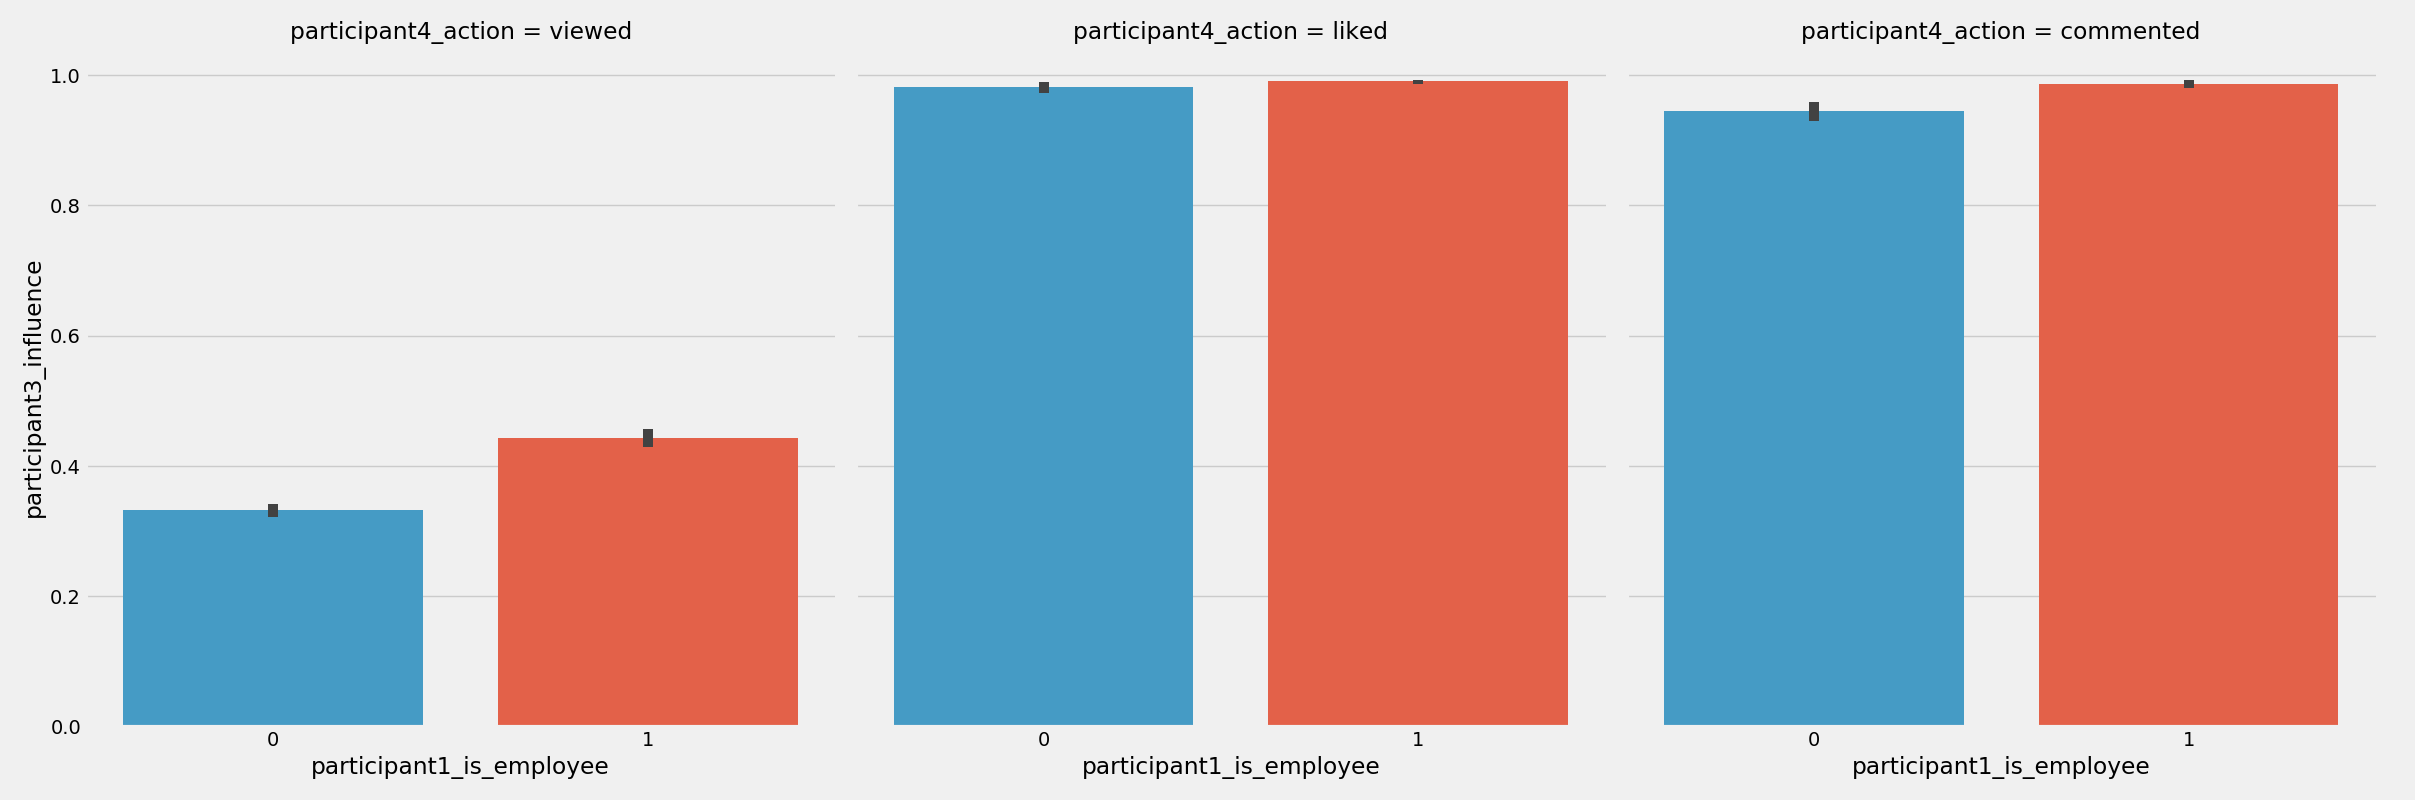 participant4_action = viewed
participant4_action = liked
participant4_action = commented
participant3_influence
1.0
0.8
0.6
0.4
0.2
0.0
0
1
0
1
0
1
participant1_is_employee
participant1_is_employee
participant1_is_employee